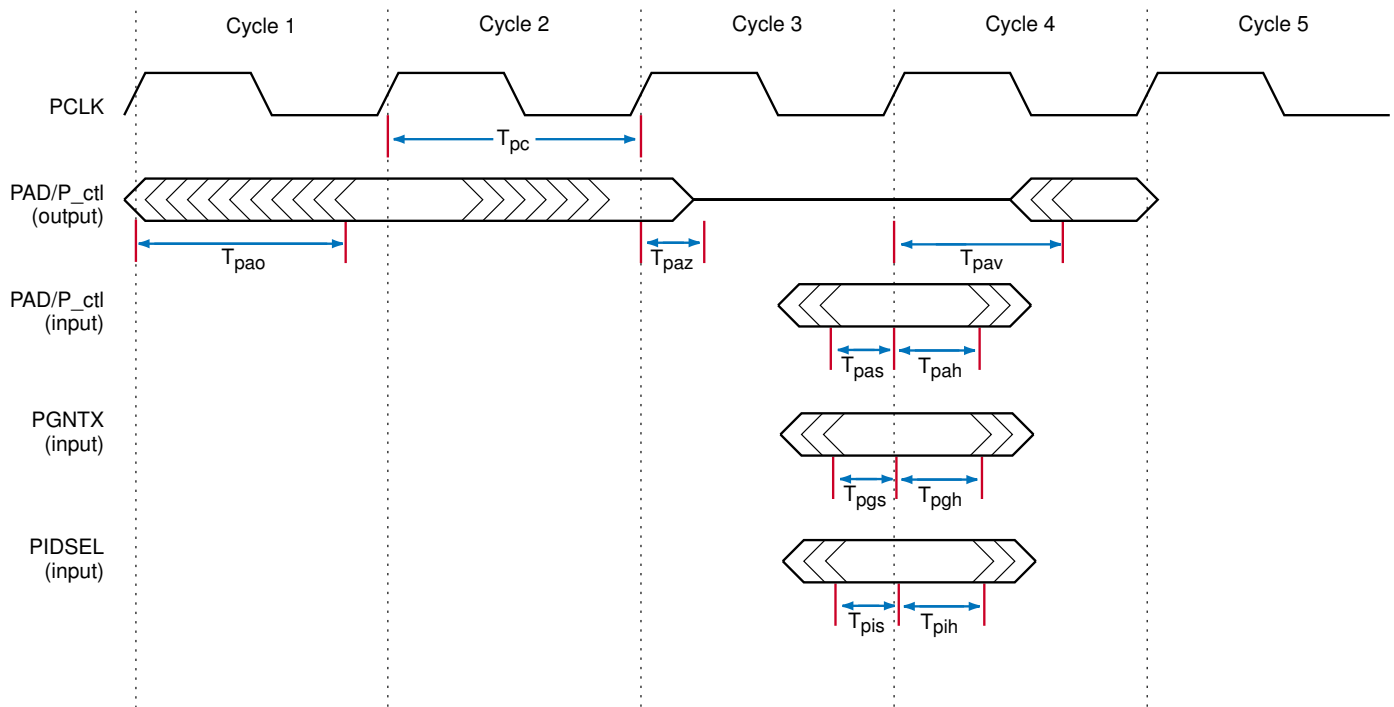 Cycle 1 Cycle 2 Cycle 3 Cycle 4 Cycle 5
PCLK
Tpc
PAD/P_ctl
(output)
Tpao Tpaz Tpav
PAD/P_ctl
(input)
Tpas Tpah
PGNTX
(input)
Tpgs Tpgh
PIDSEL
(input)
Tpis Tpih